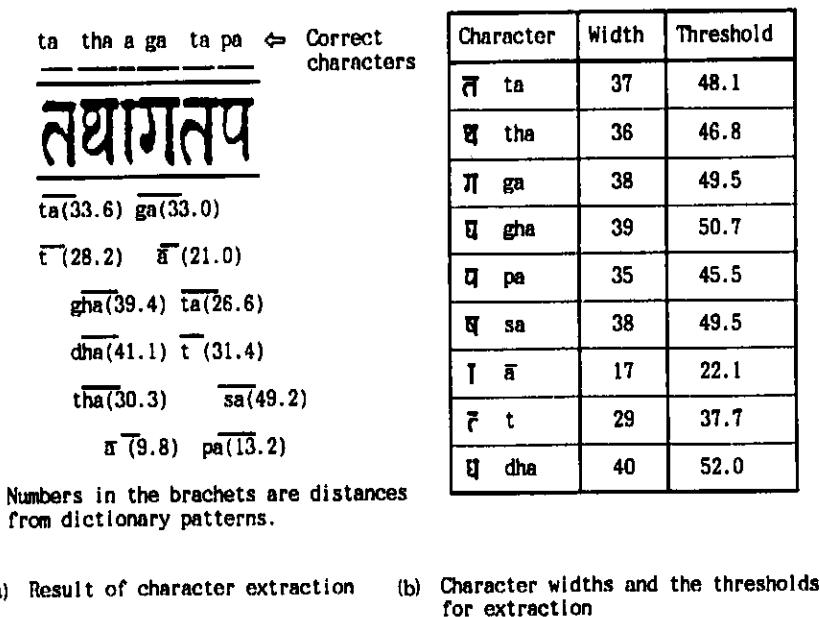 ta tha a ga ta pa ⇦ Correct
characters
तथागतप
ta(33.6) ga(33.0)
t (28.2) ā (21.0)
gha(39.4) ta(26.6)
dha(41.1) t (31.4)
tha(30.3) sa(49.2)
ā (9.8) pa(13.2)
Numbers in the brachets are distances
from dictionary patterns.
) Result of character extraction
Character Width Threshold
त ta 37 48.1
थ tha 36 46.8
ग ga 38 49.5
घ gha 39 50.7
प pa 35 45.5
ष sa 38 49.5
ा ā 17 22.1
त् t 29 37.7
ध dha 40 52.0
(b) Character widths and the thresholds
for extraction